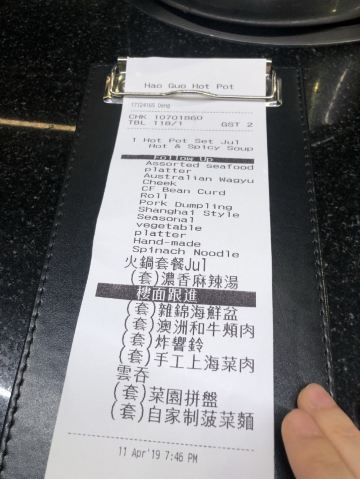 Hao Guo Hot Pot
17124165 Deng
CHK 10701860
TBL 118/1 GST 2
1 Hot Pot Set Jul
Hot & Spicy Soup
Follow Up
Assorted seafood
platter
Australian Wagyu
Cheek
CF Bean Curd
Roll
Pork Dumpling
Shanghai Style
Seasonal
vegetable
platter
Hand-made
Spinach Noodle
火鍋套餐Jul
(套)濃香麻辣湯
樓面跟進
(套)雜錦海鮮盆
(套)澳洲和牛頰肉
(套)炸響鈴
(套)手工上海菜肉
雲吞
(套)菜園拼盤
(套)自家制菠菜麵
11 Apr'19 7:46 PM